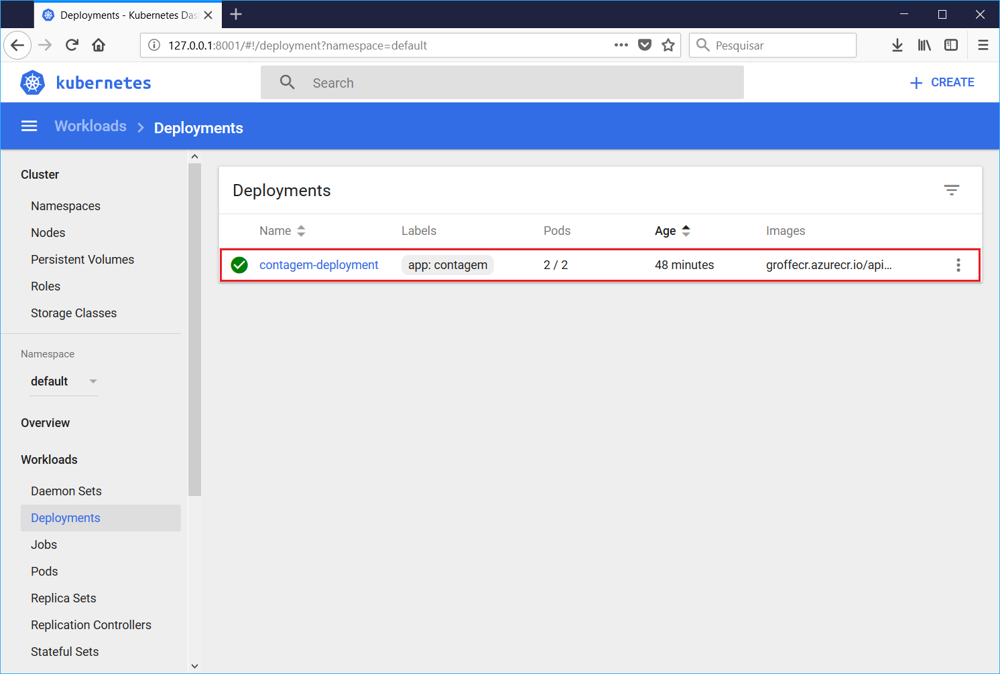 Deployments - Kubernetes Das
127.0.0.1:8001/#!/deployment?namespace=default
Pesquisar
kubernetes
Search
CREATE
Workloads
Deployments
Cluster
Namespaces
Nodes
Persistent Volumes
Roles
Storage Classes
Namespace
default
Overview
Workloads
Daemon Sets
Deployments
Jobs
Pods
Replica Sets
Replication Controllers
Stateful Sets
Deployments
Name Labels Pods Age Images
contagem-deployment app: contagem 2 / 2 48 minutes groffecr.azurecr.io/api...